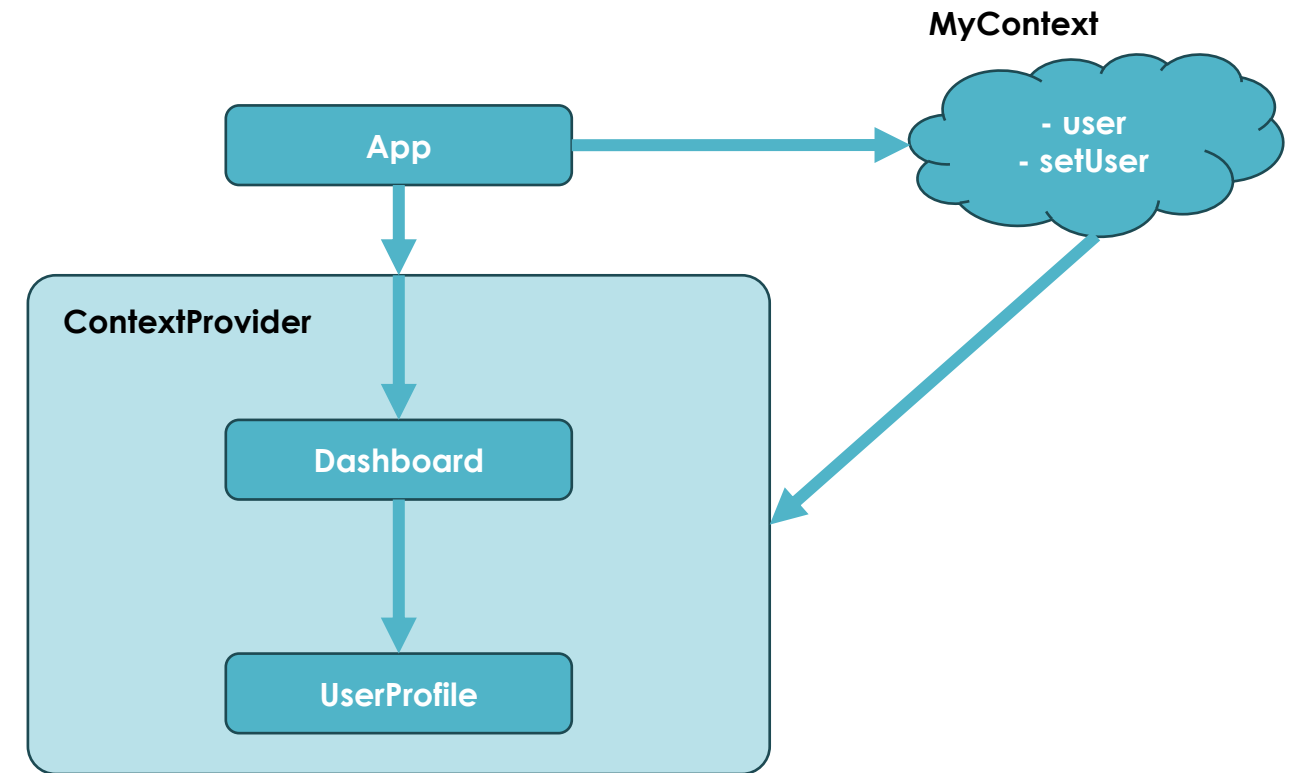 MyContext
App
- user
- setUser
ContextProvider
Dashboard
UserProfile